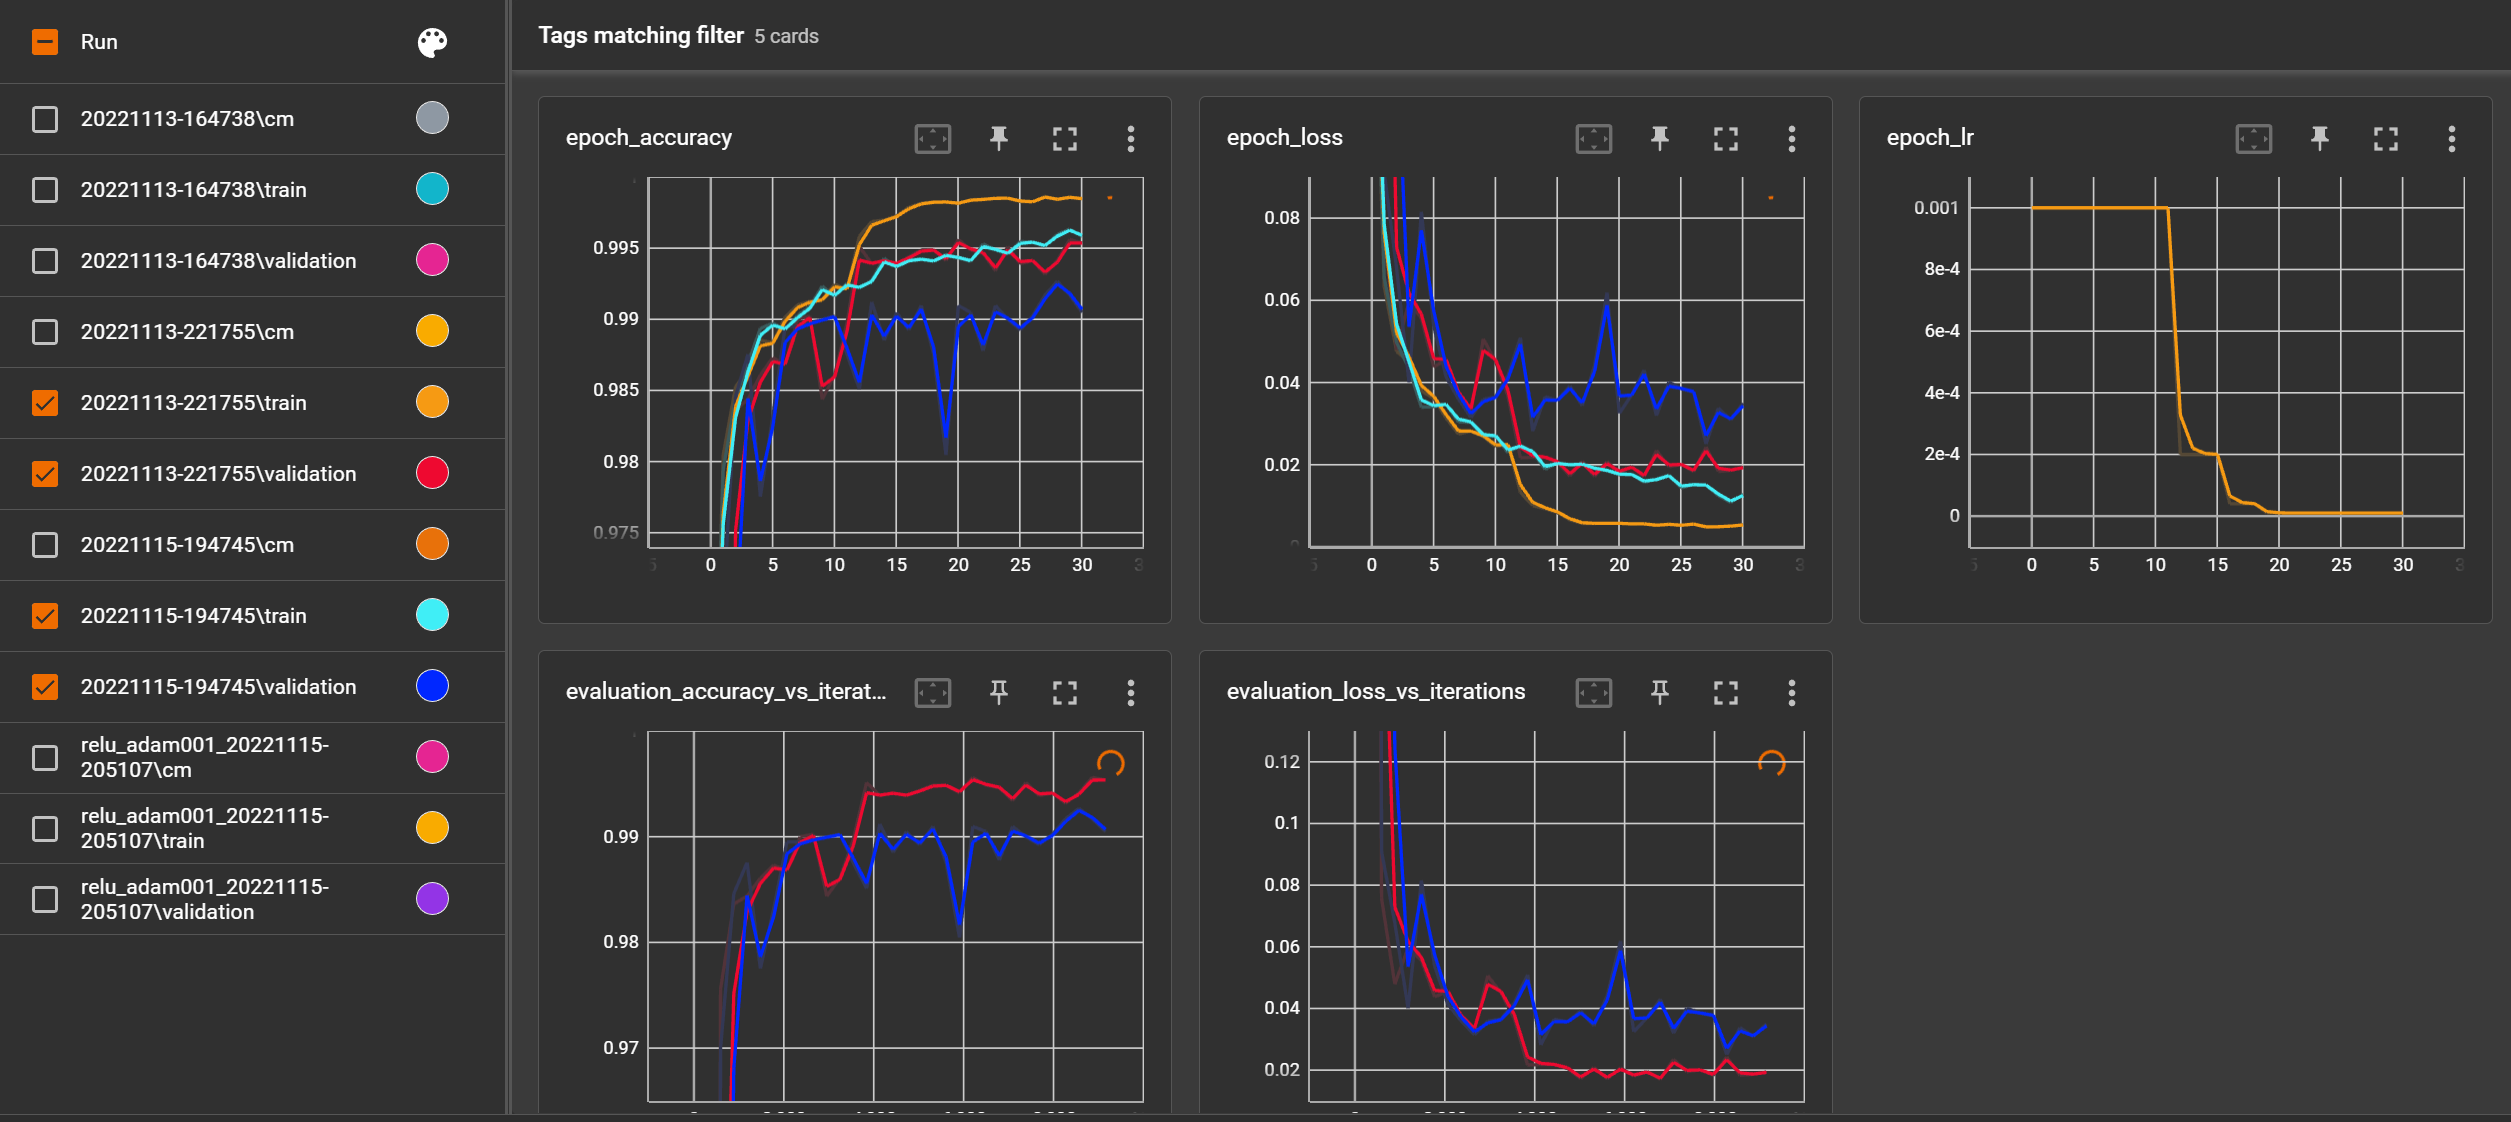 Run
20221113-164738\cm
20221113-164738\train
20221113-164738\validation
20221113-221755\cm
20221113-221755\train
20221113-221755\validation
20221115-194745\cm
20221115-194745\train
20221115-194745\validation
relu_adam001_20221115-
205107\cm
relu_adam001_20221115-
205107\train
relu_adam001_20221115-
205107\validation
Tags matching filter 5 cards
epoch_accuracy
0.995
0.99
0.985
0.98
0.975
0 5 10 15 20 25 30
epoch_loss
0.08
0.06
0.04
0.02
0
0 5 10 15 20 25 30
epoch_lr
0.001
8e-4
6e-4
4e-4
2e-4
0
0 5 10 15 20 25 30
evaluation_accuracy_vs_iterat...
0.99
0.98
0.97
evaluation_loss_vs_iterations
0.12
0.1
0.08
0.06
0.04
0.02